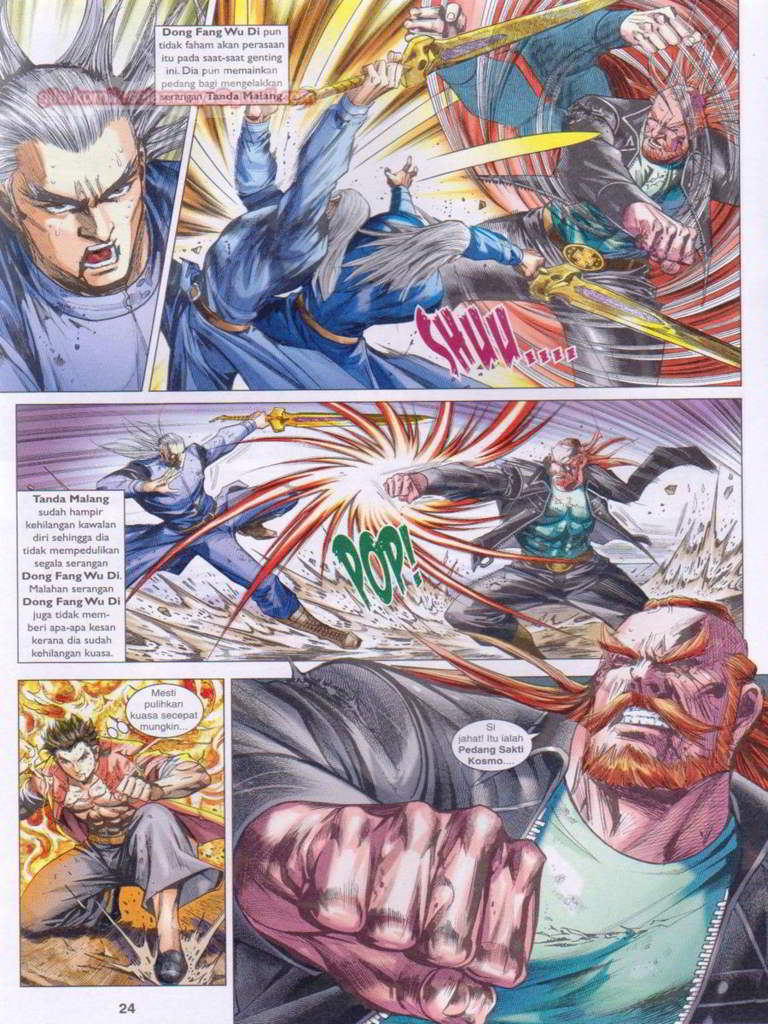 Dong Fang Wu Di pun
tidak faham akan perasaan
itu pada saat-saat genting
ini. Dia pun memainkan
pedang bagi mengelakkan
serangan Tanda Malang.
SHUU....
Tanda Malang
sudah hampir
kehilangan kawalan
diri sehingga dia
tidak mempedulikan
segala serangan
Dong Fang Wu Di.
Malahan serangan
Dong Fang Wu Di
juga tidak mem-
beri apa-apa kesan
kerana dia sudah
kehilangan kuasa.
POP!
Mesti
pulihkan
kuasa secepat
mungkin....
Si
jahat! Itu ialah
Pedang Sakti
Kosmo....
24